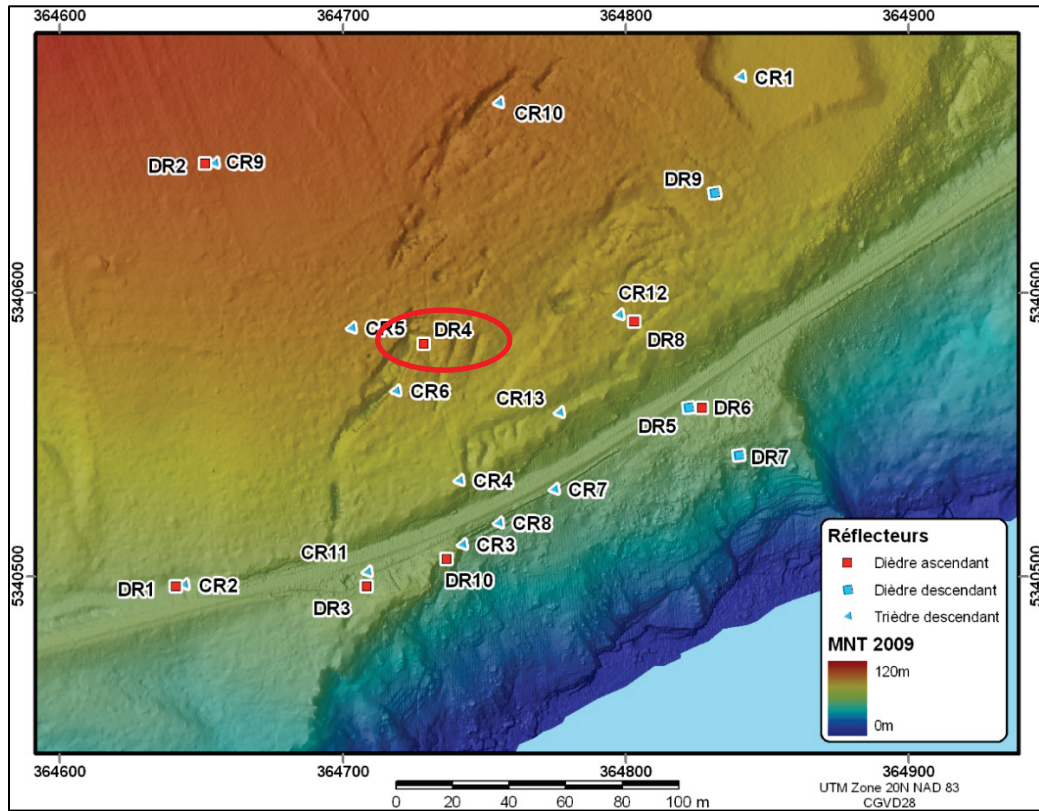 364600 364700 364800 364900
CR1
CR10
DR2 CR9
DR9
5340600 5340600
CR12
CR5 DR4
DR8
CR6
CR13
DR5 DR6
DR7
CR4
CR7
CR8
CR3
CR11
DR10
DR1 CR2
DR3
5340500 5340500
Réflecteurs
Dièdre ascendant
Dièdre descendant
Trièdre descendant
MNT 2009
120m
0m
364600 364700 364800 364900
0 20 40 60 80 100 m
UTM Zone 20N NAD 83
CGVD28